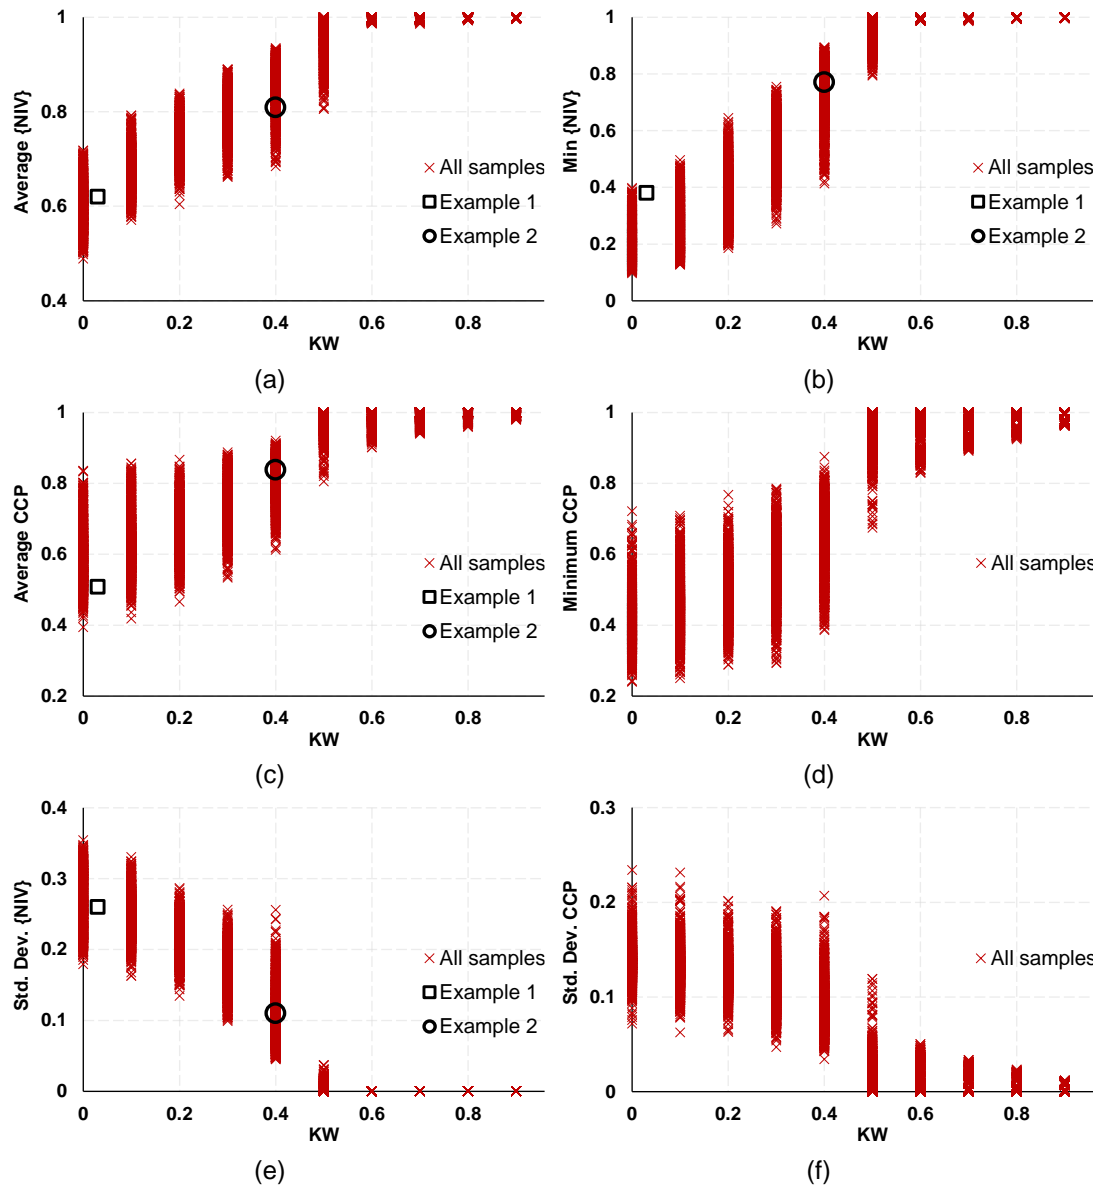 1
0.8
0.6
0.4
Average {NIV}
0
0.2
0.4
0.6
0.8
KW
All samples
Example 1
Example 2
(a)
1
0.8
0.6
0.4
0.2
0
Min {NIV}
0
0.2
0.4
0.6
0.8
KW
All samples
Example 1
Example 2
(b)
1
0.8
0.6
0.4
0.2
Average CCP
0
0.2
0.4
0.6
0.8
KW
All samples
Example 1
Example 2
(c)
1
0.8
0.6
0.4
0.2
Minimum CCP
0
0.2
0.4
0.6
0.8
KW
All samples
(d)
0.4
0.3
0.2
0.1
0
Std. Dev. {NIV}
0
0.2
0.4
0.6
0.8
KW
All samples
Example 1
Example 2
(e)
0.3
0.2
0.1
0
Std. Dev. CCP
0
0.2
0.4
0.6
0.8
KW
All samples
(f)